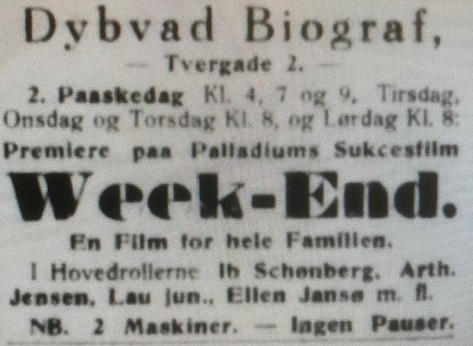 Dybvad Biograf,
— Tvergade 2. —
2. Paaskedag Kl. 4, 7 og 9, Tirsdag,
Onsdag og Torsdag Kl. 8, og Lørdag Kl. 8:
Premiere paa Palladiums Sukcesfilm
Week-End.
En Film for hele Familien.
I Hovedrollerne Ib Schønberg, Arth.
Jensen, Lau jun., Ellen Jansø m. fl.
NB. 2 Maskiner. — Ingen Pauser.